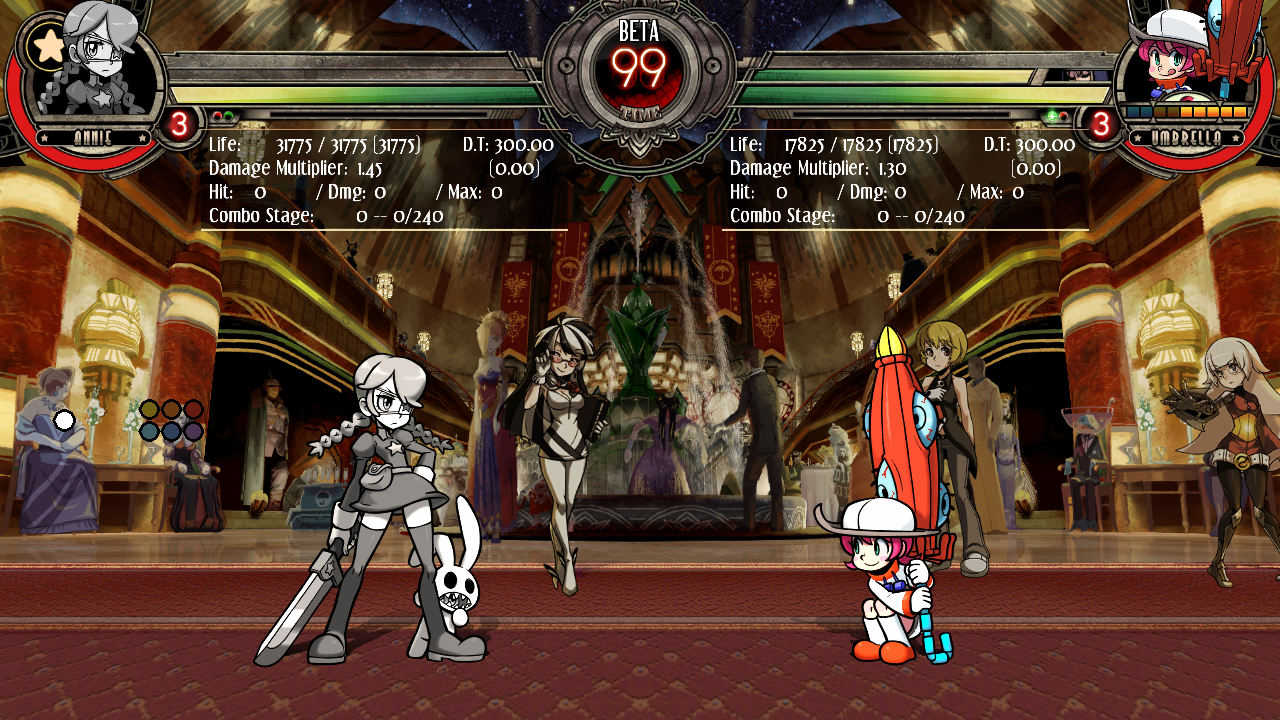 BETA
99
TIME
ANNIE
3
3
UMBRELLA
Life: 31775 / 31775 (31775) D.T: 300.00
Damage Multiplier: 1.45 (0.00)
Hit: 0 / Dmg: 0 / Max: 0
Combo Stage: 0 -- 0/240
Life: 17825 / 17825 (17825) D.T: 300.00
Damage Multiplier: 1.30 (0.00)
Hit: 0 / Dmg: 0 / Max: 0
Combo Stage: 0 -- 0/240